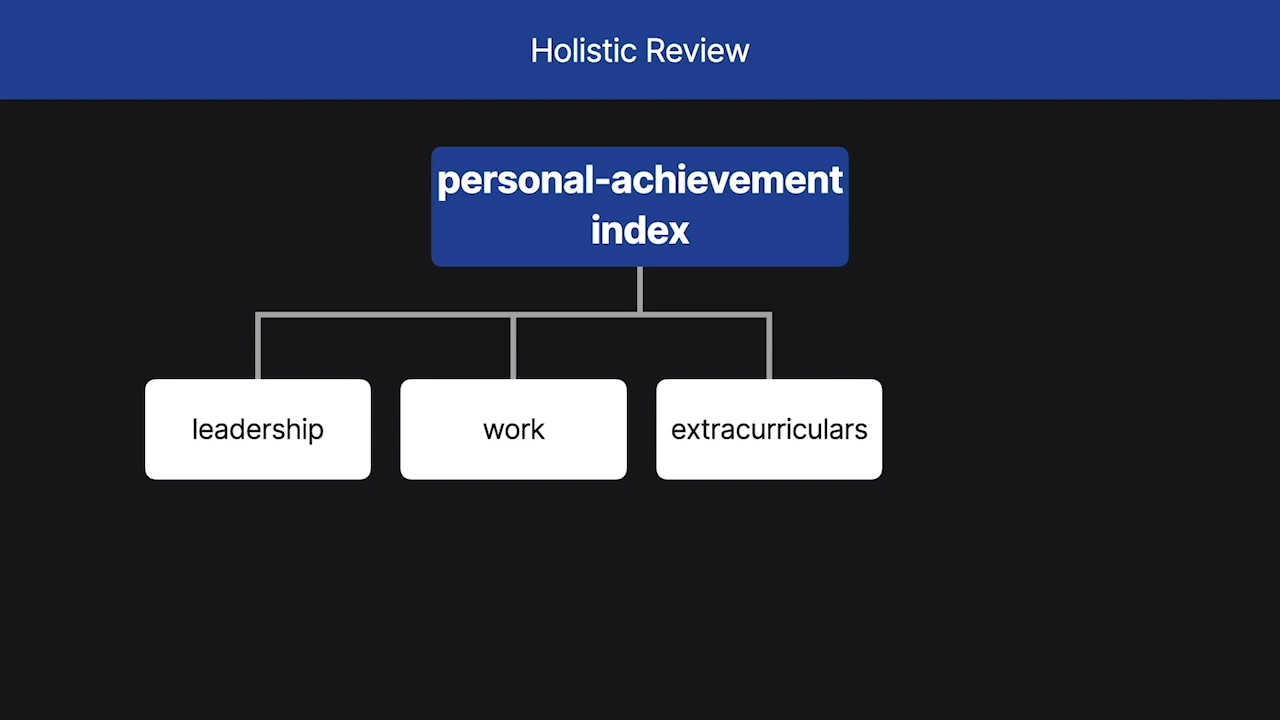 Holistic Review
personal-achievement
index
leadership
work
extracurriculars